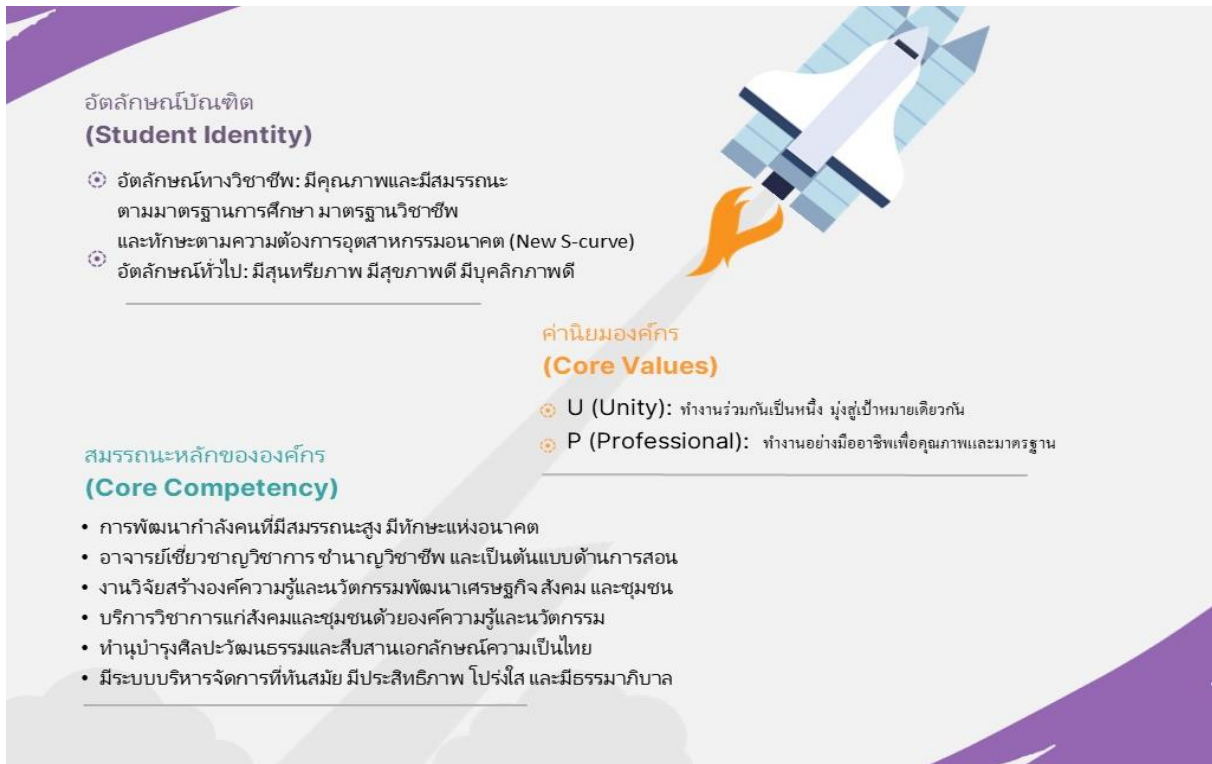 อัตลักษณ์บัณฑิต
(Student Identity)
อัตลักษณ์ทางวิชาชีพ: มีคุณภาพและมีสมรรถนะ
ตามมาตรฐานการศึกษา มาตรฐานวิชาชีพ
และทักษะตามความต้องการอุตสาหกรรมอนาคต (New S-curve)
อัตลักษณ์ทั่วไป: มีสุนทรียภาพ มีสุขภาพดี มีบุคลิกภาพดี
ค่านิยมองค์กร
(Core Values)
U (Unity): ทำงานร่วมกันเป็นหนึ่ง มุ่งสู่เป้าหมายเดียวกัน
P (Professional): ทำงานอย่างมืออาชีพเพื่อคุณภาพและมาตรฐาน
สมรรถนะหลักขององค์กร
(Core Competency)
• การพัฒนากำลังคนที่มีสมรรถนะสูง มีทักษะแห่งอนาคต
• อาจารย์เชี่ยวชาญวิชาการ ชำนาญวิชาชีพ และเป็นต้นแบบด้านการสอน
• งานวิจัยสร้างองค์ความรู้และนวัตกรรมพัฒนาเศรษฐกิจ สังคม และชุมชน
• บริการวิชาการแก่สังคมและชุมชนด้วยองค์ความรู้และนวัตกรรม
• ทำนุบำรุงศิลปะวัฒนธรรมและสืบสานเอกลักษณ์ความเป็นไทย
• มีระบบบริหารจัดการที่ทันสมัย มีประสิทธิภาพ โปร่งใส และมีธรรมาภิบาล